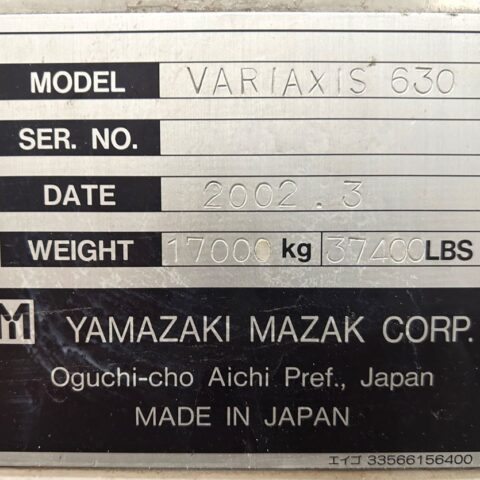 MODEL VARIAXIS 630
SER. NO.
DATE 2002.3
WEIGHT 17000 kg 37400 LBS
M YAMAZAKI MAZAK CORP.
Oguchi-cho Aichi Pref., Japan
MADE IN JAPAN
エイゴ 33566156400